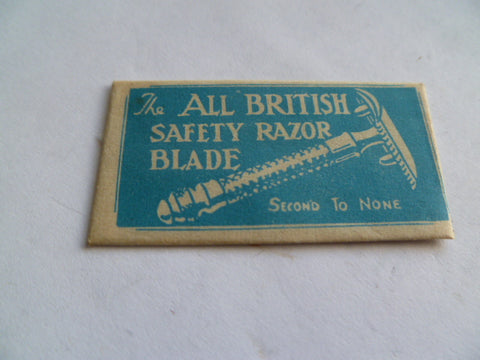 The ALL BRITISH
SAFETY RAZOR
BLADE
SECOND TO NONE